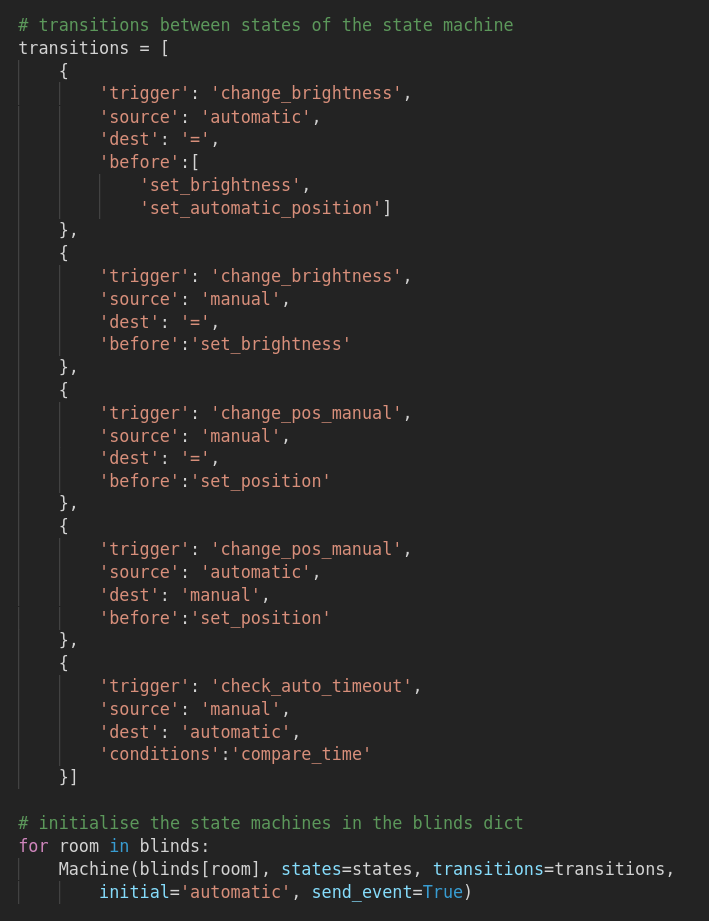 # transitions between states of the state machine
transitions = [
    {
        'trigger': 'change_brightness',
        'source': 'automatic',
        'dest': '=',
        'before':[
            'set_brightness',
            'set_automatic_position']
    },
    {
        'trigger': 'change_brightness',
        'source': 'manual',
        'dest': '=',
        'before':'set_brightness'
    },
    {
        'trigger': 'change_pos_manual',
        'source': 'manual',
        'dest': '=',
        'before':'set_position'
    },
    {
        'trigger': 'change_pos_manual',
        'source': 'automatic',
        'dest': 'manual',
        'before':'set_position'
    },
    {
        'trigger': 'check_auto_timeout',
        'source': 'manual',
        'dest': 'automatic',
        'conditions':'compare_time'
    }]

# initialise the state machines in the blinds dict
for room in blinds:
    Machine(blinds[room], states=states, transitions=transitions,
        initial='automatic', send_event=True)